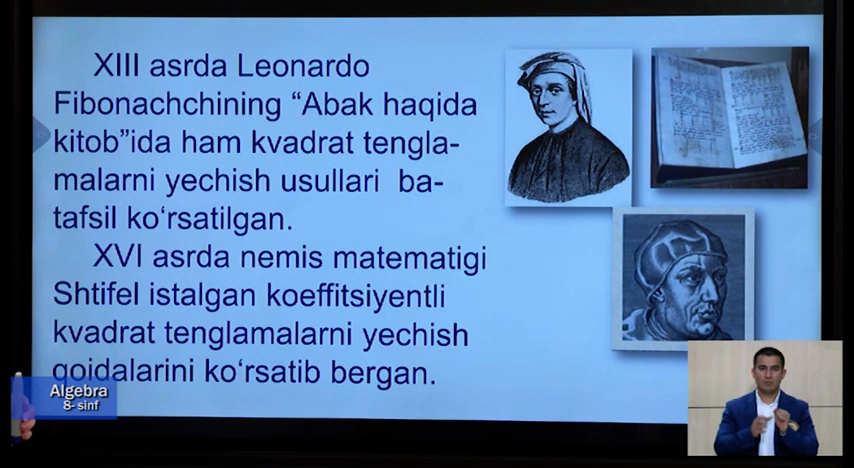 XIII asrda Leonardo
Fibonachchining “Abak haqida
kitob”ida ham kvadrat tengla-
malarni yechish usullari ba-
tafsil ko‘rsatilgan.
XVI asrda nemis matematigi
Shtifel istalgan koeffitsiyentli
kvadrat tenglamalarni yechish
qoidalarini ko‘rsatib bergan.
Algebra
8- sinf